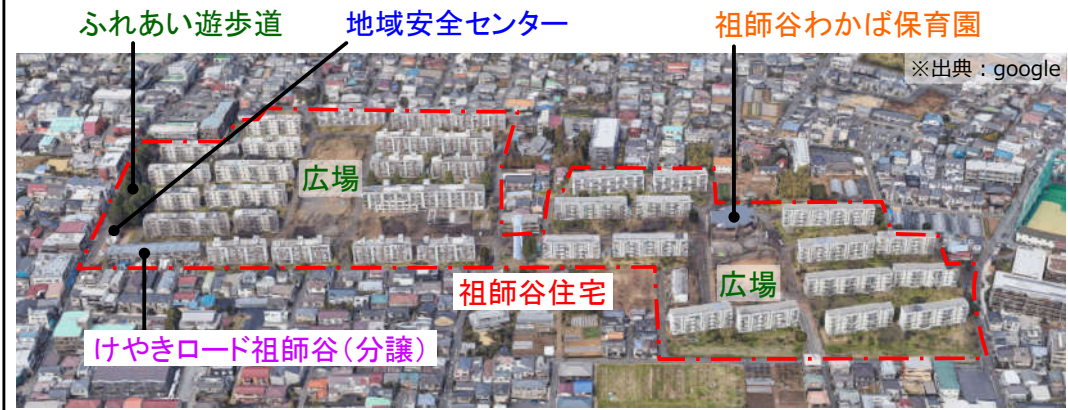 ふれあい遊歩道
地域安全センター
祖師谷わかば保育園
※出典：google
広場
祖師谷住宅
広場
けやきロード祖師谷（分譲）